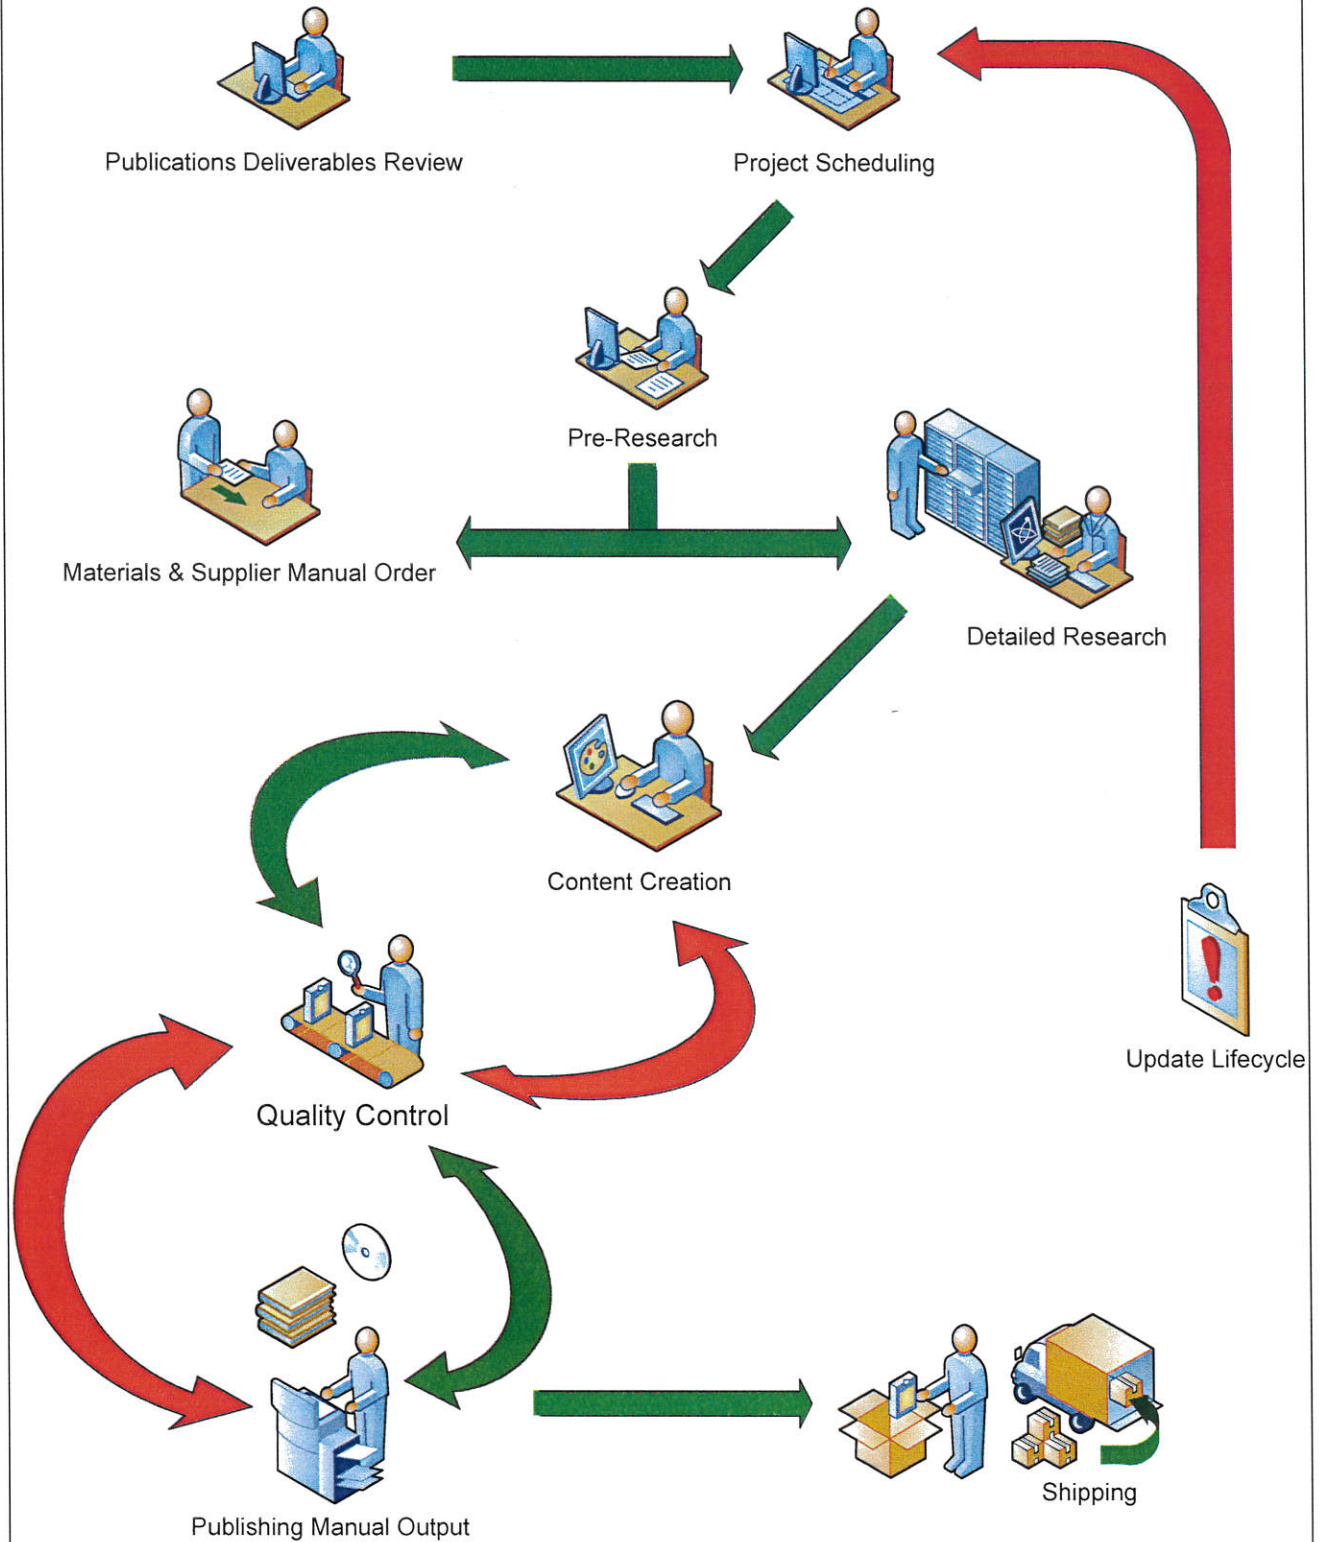 Publications Deliverables Review
Project Scheduling
Pre-Research
Materials & Supplier Manual Order
Detailed Research
Content Creation
Update Lifecycle
Quality Control
Shipping
Publishing Manual Output